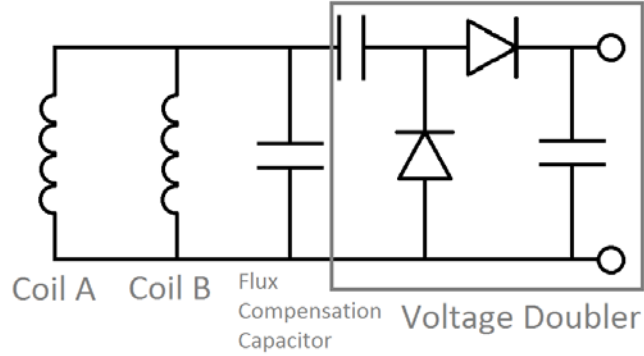 Coil A
Coil B
Flux
Compensation
Capacitor
Voltage Doubler